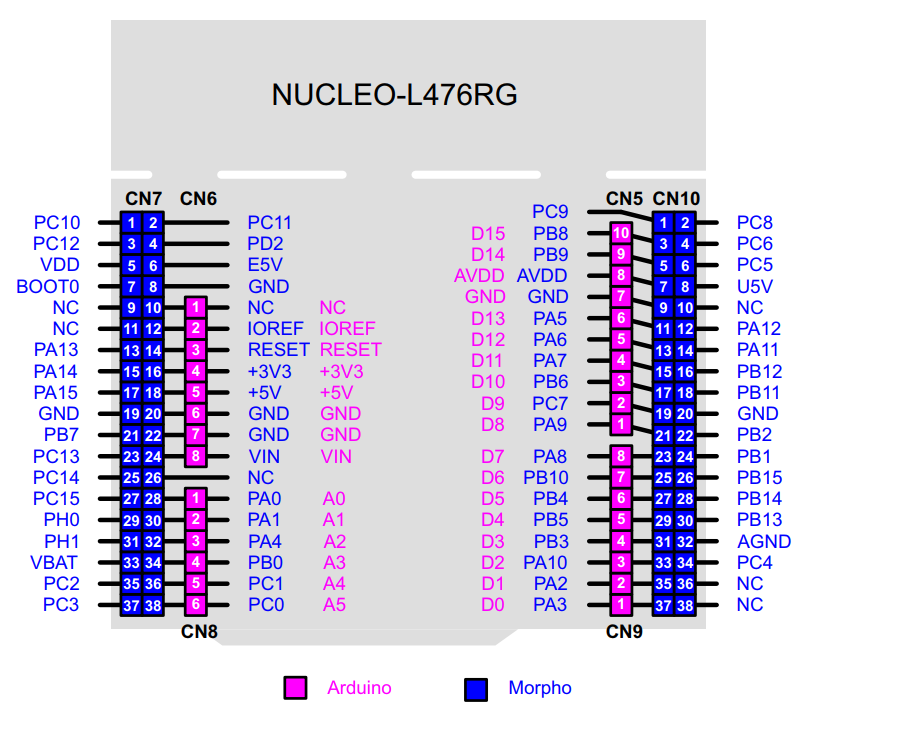 NUCLEO-L476RG
CN7 CN6 CN5 CN10
PC9
PC10 1 2 PC11 D15 PB8 10 1 2 PC8
PC12 3 4 PD2 D14 PB9 9 3 4 PC6
VDD 5 6 E5V AVDD AVDD 8 5 6 PC5
BOOT0 7 8 GND GND GND 7 7 8 U5V
NC 9 10 1 NC NC D13 PA5 6 9 10 NC
NC 11 12 2 IOREF IOREF D12 PA6 5 11 12 PA12
PA13 13 14 3 RESET RESET D11 PA7 4 13 14 PA11
PA14 15 16 4 +3V3 +3V3 D10 PB6 3 15 16 PB12
PA15 17 18 5 +5V +5V D9 PC7 2 17 18 PB11
GND 19 20 6 GND GND D8 PA9 1 19 20 GND
PB7 21 22 7 GND GND 21 22 PB2
PC13 23 24 8 VIN VIN D7 PA8 8 23 24 PB1
PC14 25 26 NC D6 PB10 7 25 26 PB15
PC15 27 28 1 PA0 A0 D5 PB4 6 27 28 PB14
PH0 29 30 2 PA1 A1 D4 PB5 5 29 30 PB13
PH1 31 32 3 PA4 A2 D3 PB3 4 31 32 AGND
VBAT 33 34 4 PB0 A3 D2 PA10 3 33 34 PC4
PC2 35 36 5 PC1 A4 D1 PA2 2 35 36 NC
PC3 37 38 6 PC0 A5 D0 PA3 1 37 38 NC
CN8 CN9
Arduino Morpho